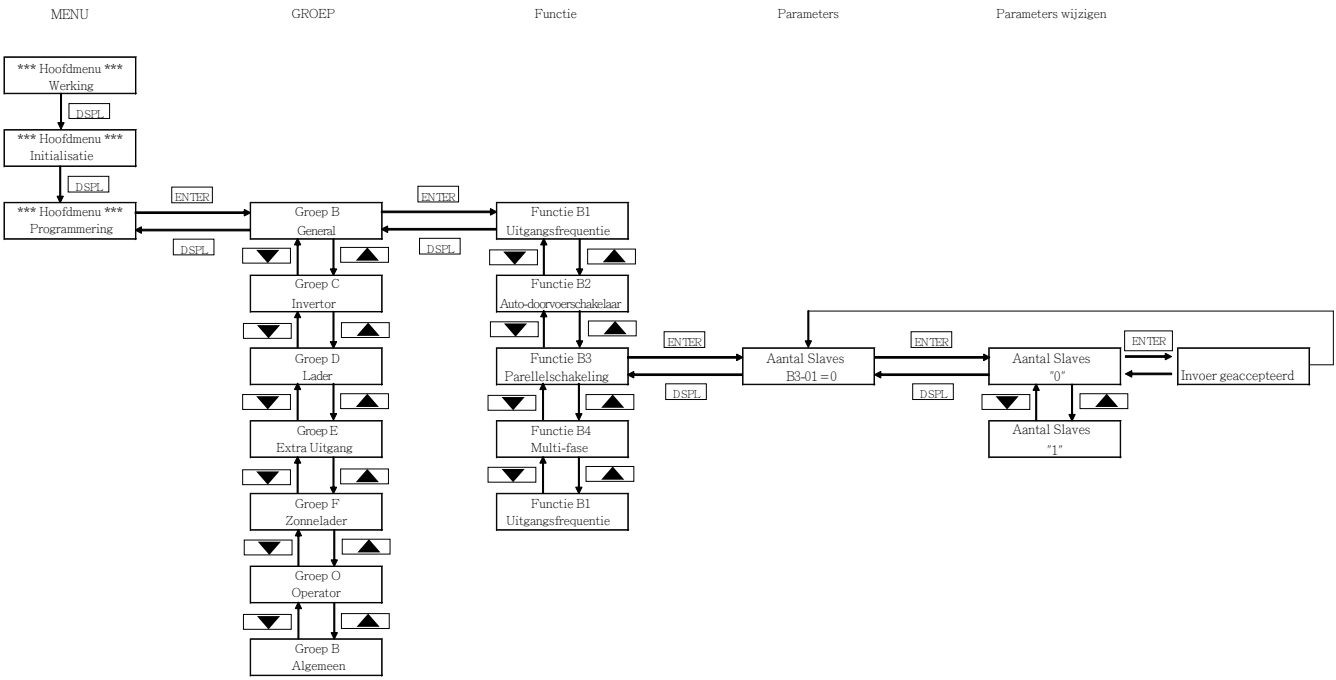 MENU
GROEP
Functie
Parameters
Parameters wijzigen
*** Hoofdmenu ***
Werking
DSPL
*** Hoofdmenu ***
Initialisatie
DSPL
*** Hoofdmenu ***
Programmering
ENTER
DSPL
Groep B
General
Groep C
Invertor
Groep D
Lader
Groep E
Extra Uitgang
Groep F
Zonnelader
Groep O
Operator
Groep B
Algemeen
ENTER
DSPL
Functie B1
Uitgangsfrequentie
Functie B2
Auto-doorvoerschakelaar
Functie B3
Parellelschakeling
Functie B4
Multi-fase
Functie B1
Uitgangsfrequentie
ENTER
DSPL
Aantal Slaves
B3-01 = 0
ENTER
DSPL
Aantal Slaves
"0"
Aantal Slaves
"1"
ENTER
Invoer geaccepteerd